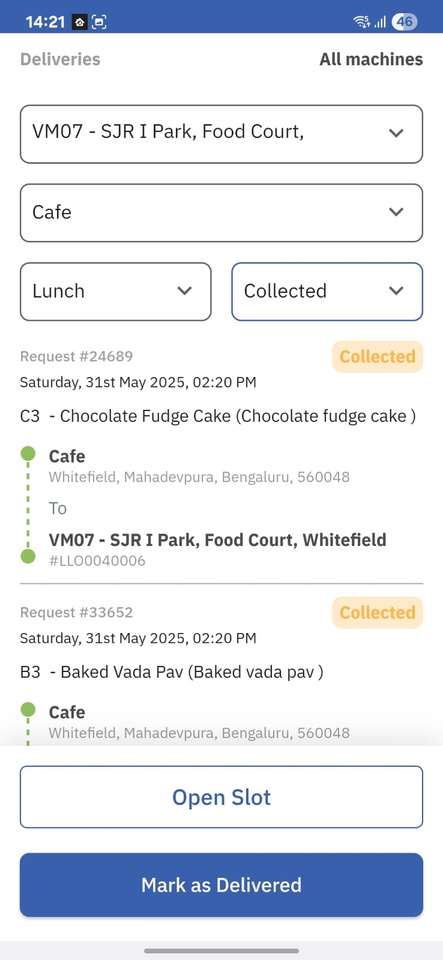 14:21
46
Deliveries All machines
VM07 - SJR I Park, Food Court,
Cafe
Lunch Collected
Request #24689 Collected
Saturday, 31st May 2025, 02:20 PM
C3 - Chocolate Fudge Cake (Chocolate fudge cake )
Cafe
Whitefield, Mahadevpura, Bengaluru, 560048
To
VM07 - SJR I Park, Food Court, Whitefield
#LLO0040006
Request #33652 Collected
Saturday, 31st May 2025, 02:20 PM
B3 - Baked Vada Pav (Baked vada pav )
Cafe
Whitefield, Mahadevpura, Bengaluru, 560048
Open Slot
Mark as Delivered